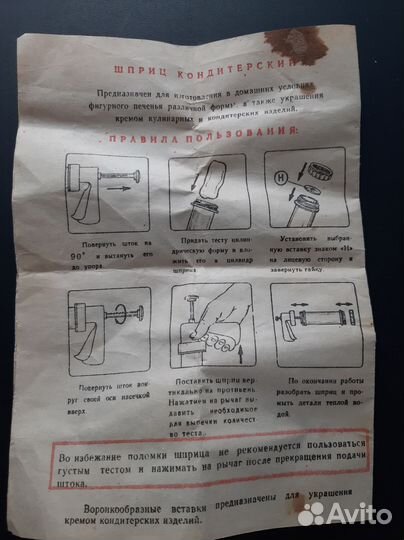 ШПРИЦ КОНДИТЕРСКИЙ
Предназначен для изготовления в домашних условиях
фигурного печенья различной формы, а также украшения
кремом кулинарных и кондитерских изделий.
ПРАВИЛА ПОЛЬЗОВАНИЯ:
Н
Повернуть шток на
90° и вытянуть его
до упора.
Придать тесту цилин-
дрическую форму и вло-
жить его в цилиндр
шприца
Установить выбран-
ную вставку знаком «Н»
на лицевую сторону и
завернуть гайку
Повернуть шток вок-
руг своей оси насечкой
вверх.
Поставить шприц вер-
тикально на противень.
Нажатием на рычаг вы-
давить необходимое
для выпечки количест-
во теста.
По окончании работы
разобрать шприц и про-
мыть детали теплой во-
дой.
Во избежание поломки шприца не рекомендуется пользоваться
густым тестом и нажимать на рычаг после прекращения подачи
штока.
Воронкообразные вставки предназначены для украшения
кремом кондитерских изделий.
Avito